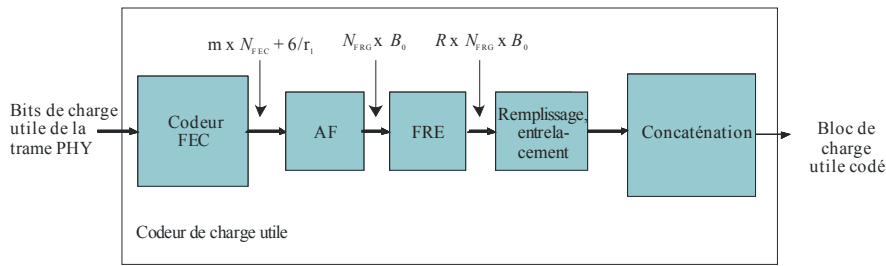 m x N_FEC + 6/r_1
N_FRG x B_0
R x N_FRG x B_0
Bits de charge
utile de la
trame PHY
Codeur
FEC
AF
FRE
Remplissage,
entrela-
cement
Concaténation
Bloc de
charge
utile codé
Codeur de charge utile